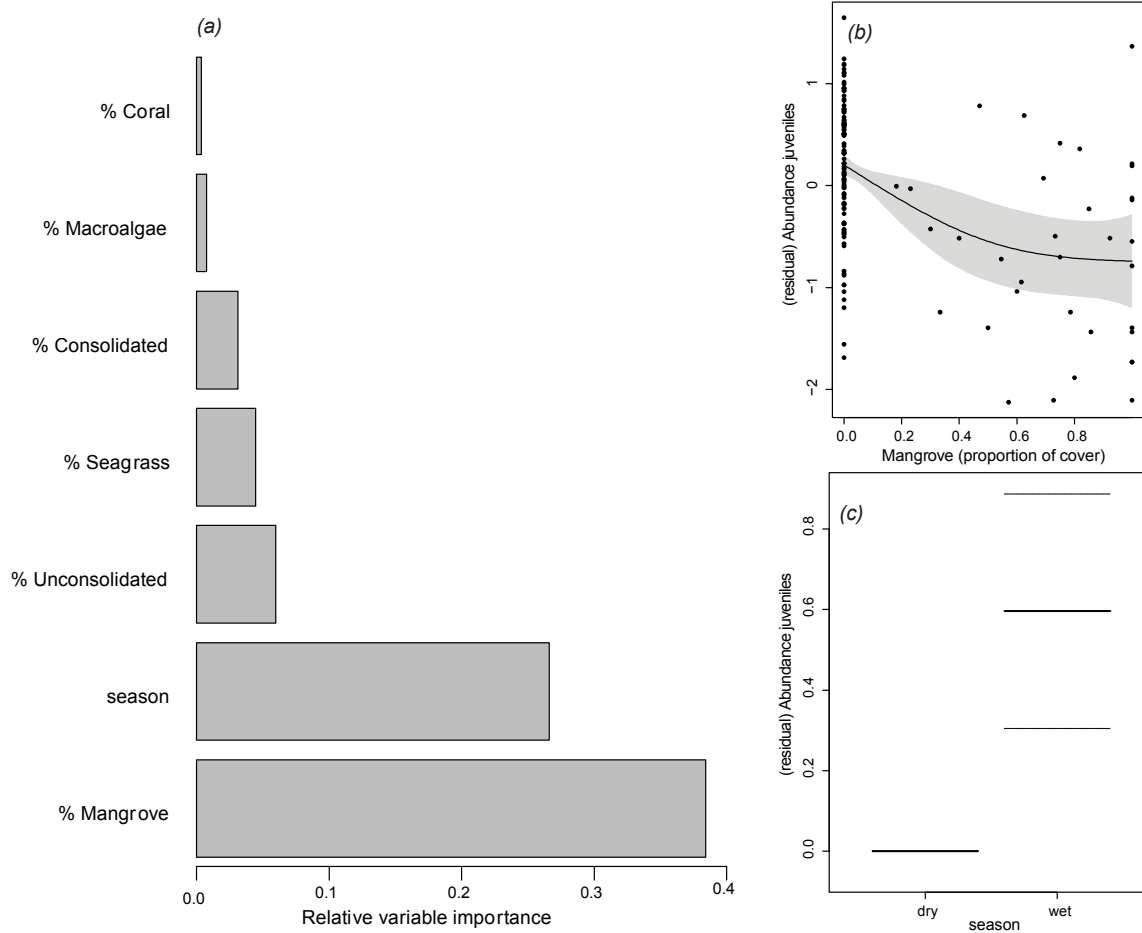 (a)
% Coral
% Macroalgae
% Consolidated
% Seagrass
% Unconsolidated
season
% Mangrove
0.0 0.1 0.2 0.3 0.4
Relative variable importance
(b)
(residual) Abundance juveniles
1
0
−1
−2
0.0 0.2 0.4 0.6 0.8
Mangrove (proportion of cover)
(c)
(residual) Abundance juveniles
0.8
0.6
0.4
0.2
0.0
dry wet
season